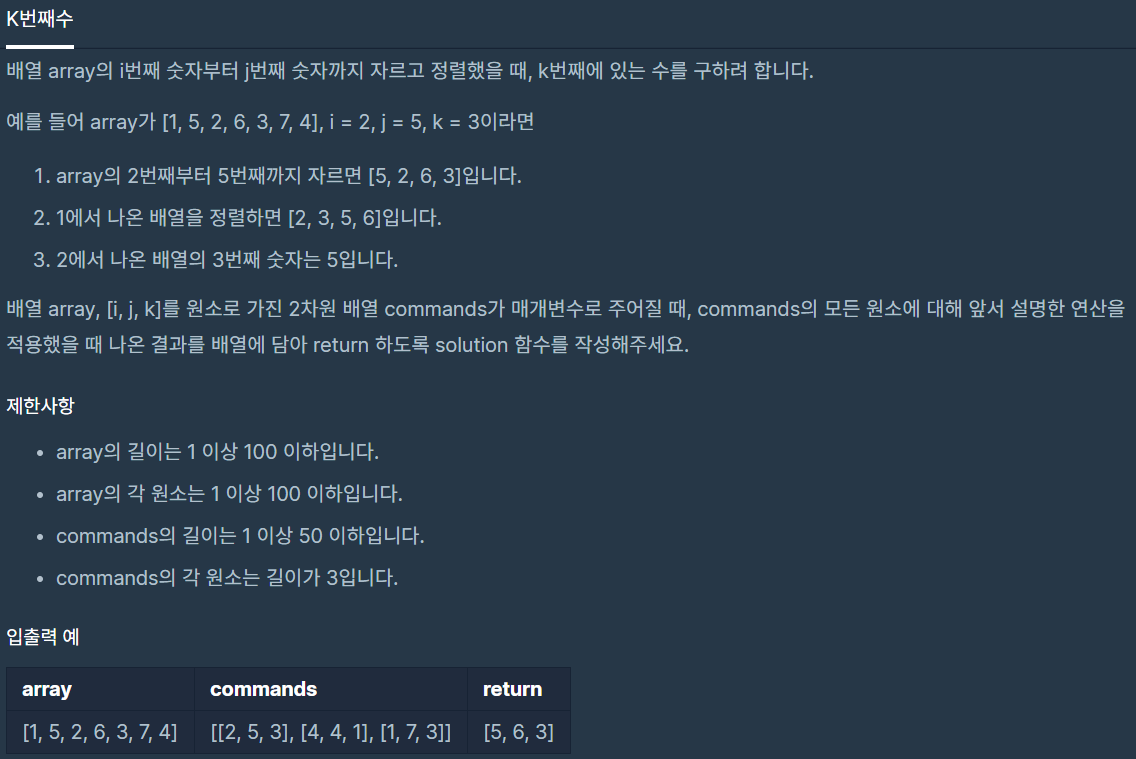 K번째수
배열 array의 i번째 숫자부터 j번째 숫자까지 자르고 정렬했을 때, k번째에 있는 수를 구하려 합니다.
예를 들어 array가 [1, 5, 2, 6, 3, 7, 4], i = 2, j = 5, k = 3이라면
1. array의 2번째부터 5번째까지 자르면 [5, 2, 6, 3]입니다.
2. 1에서 나온 배열을 정렬하면 [2, 3, 5, 6]입니다.
3. 2에서 나온 배열의 3번째 숫자는 5입니다.
배열 array, [i, j, k]를 원소로 가진 2차원 배열 commands가 매개변수로 주어질 때, commands의 모든 원소에 대해 앞서 설명한 연산을
적용했을 때 나온 결과를 배열에 담아 return 하도록 solution 함수를 작성해주세요.
제한사항
• array의 길이는 1 이상 100 이하입니다.
• array의 각 원소는 1 이상 100 이하입니다.
• commands의 길이는 1 이상 50 이하입니다.
• commands의 각 원소는 길이가 3입니다.
입출력 예
array commands return
[1, 5, 2, 6, 3, 7, 4] [[2, 5, 3], [4, 4, 1], [1, 7, 3]] [5, 6, 3]